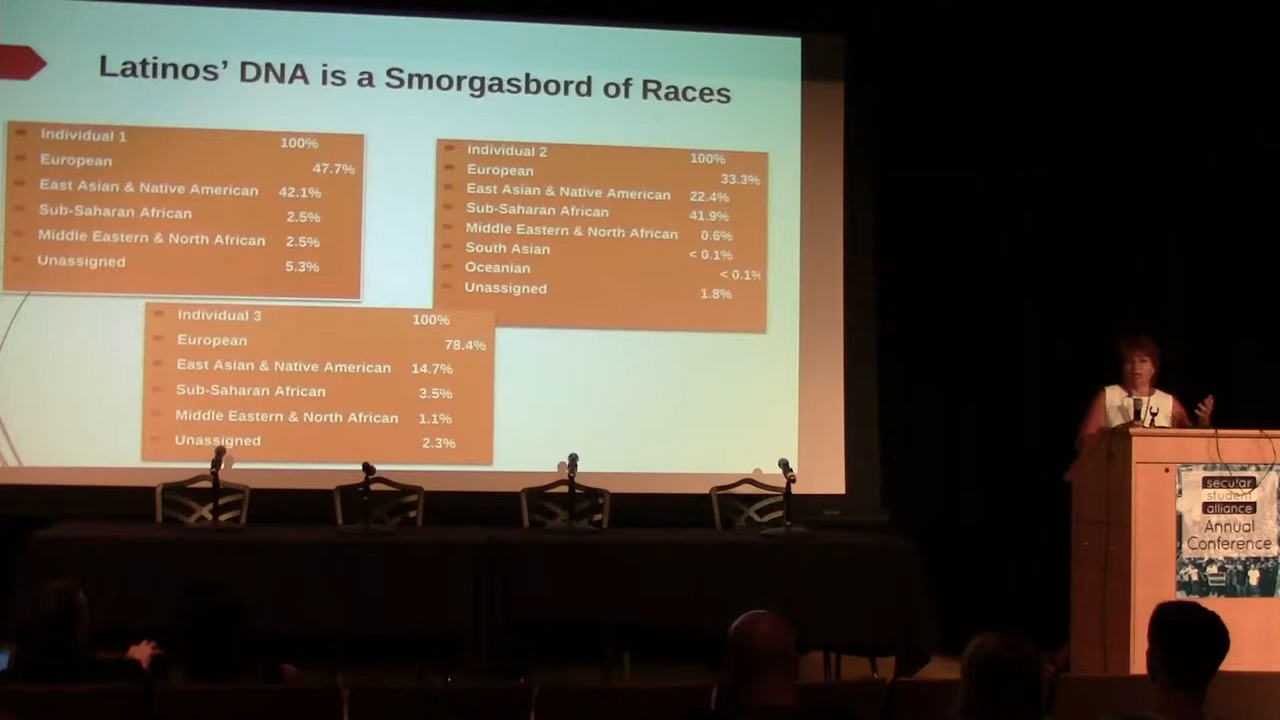 Latinos' DNA is a Smorgasbord of Races
Individual 1 100%
European 47.7%
East Asian & Native American 42.1%
Sub-Saharan African 2.5%
Middle Eastern & North African 2.5%
Unassigned 5.3%
Individual 2 100%
European 33.3%
East Asian & Native American 22.4%
Sub-Saharan African 41.9%
Middle Eastern & North African 0.6%
South Asian < 0.1%
Oceanian < 0.1%
Unassigned 1.8%
Individual 3 100%
European 78.4%
East Asian & Native American 14.7%
Sub-Saharan African 3.5%
Middle Eastern & North African 1.1%
Unassigned 2.3%
secular
student
alliance
Annual
Conference